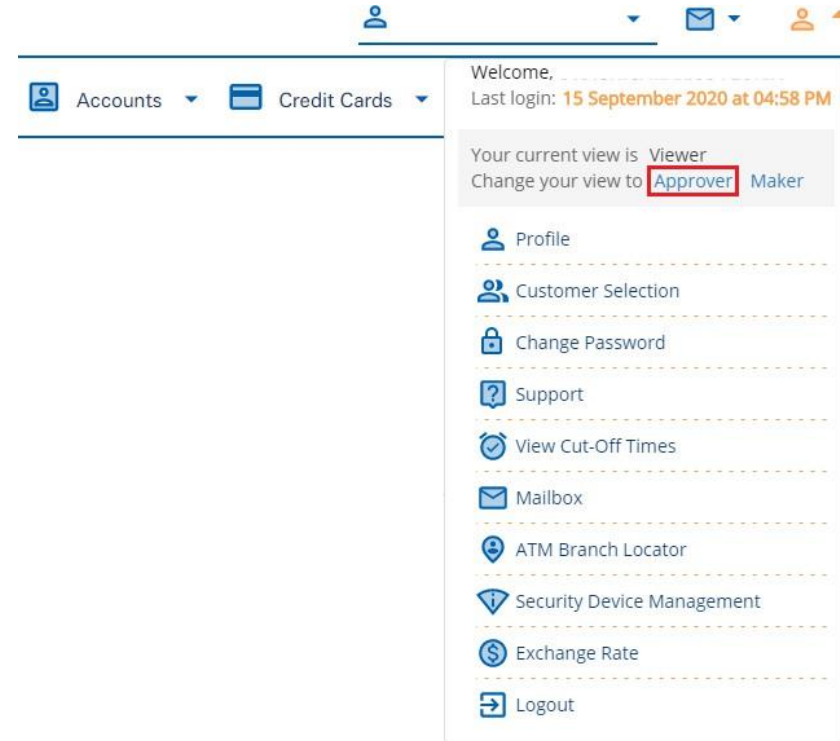 Accounts
Credit Cards
Welcome,
Last login: 15 September 2020 at 04:58 PM
Your current view is Viewer
Change your view to Approver Maker
Profile
Customer Selection
Change Password
Support
View Cut-Off Times
Mailbox
ATM Branch Locator
Security Device Management
Exchange Rate
Logout